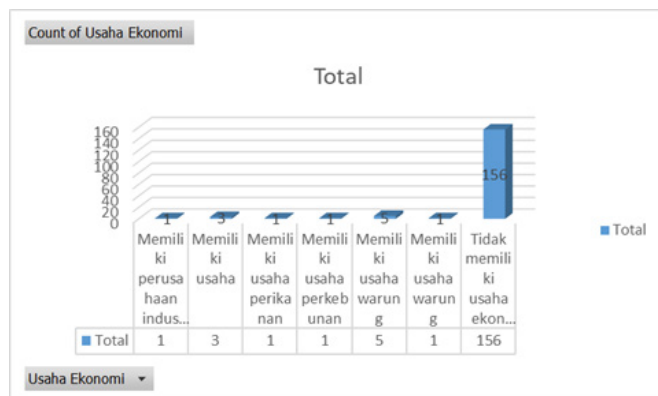 Count of Usaha Ekonomi
Total
160
140
120
100
80
60
40
20
0
1
3
1
1
5
1
156
Total
Memili
ki
perusa
haan
indus...
Memili
ki
usaha
Memili
ki
usaha
perika
nan
Memili
ki
usaha
perkeb
unan
Memili
ki
usaha
warun
g
Memili
ki
usaha
warun
g
Tidak
memili
ki
usaha
ekon...
Total 1 3 1 1 5 1 156
Usaha Ekonomi